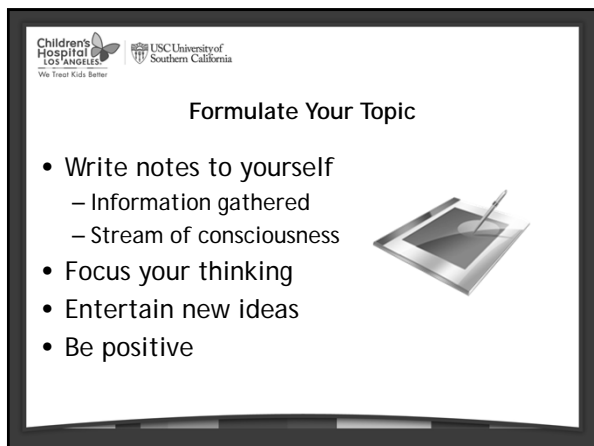 Children's
Hospital
LOS ANGELES.
We Treat Kids Better
USC University of
Southern California
Formulate Your Topic
• Write notes to yourself
– Information gathered
– Stream of consciousness
• Focus your thinking
• Entertain new ideas
• Be positive